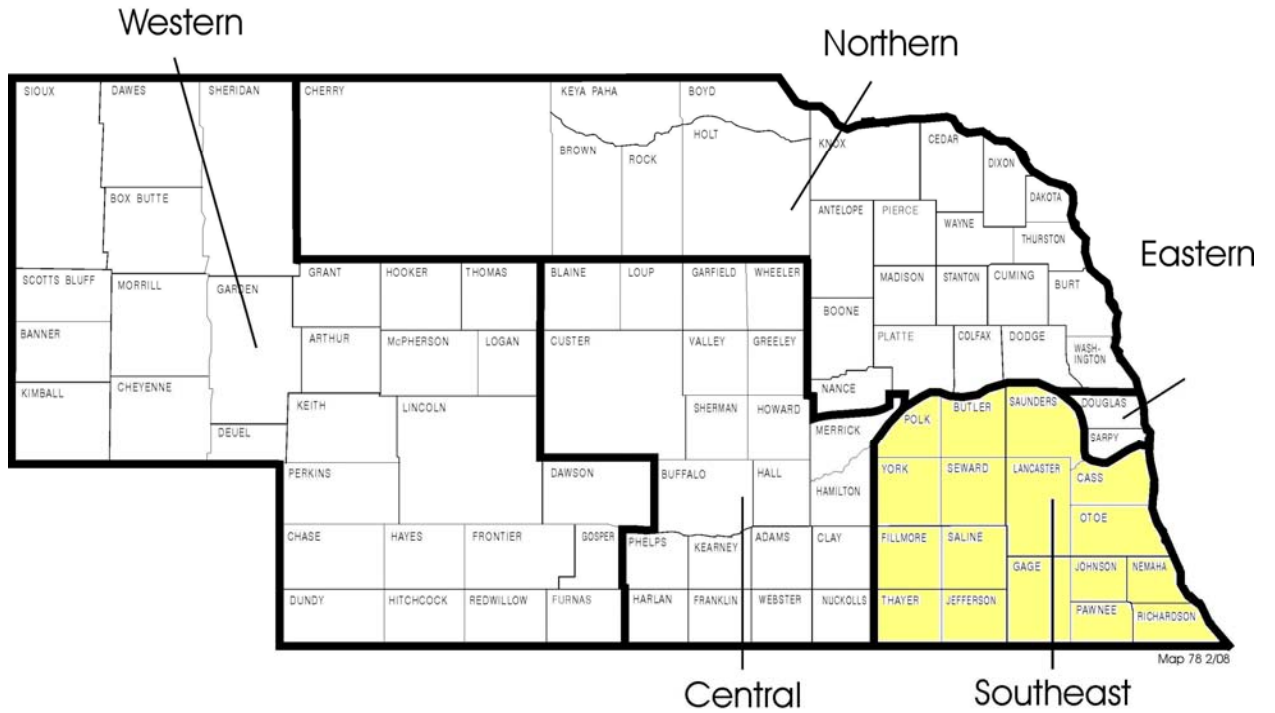 Western
Northern
SIOUX
DAWES
SHERIDAN
CHERRY
KEYA PAHA
BOYD
HOLT
BROWN
ROCK
KNOX
CEDAR
DIXON
DAKOTA
BOX BUTTE
ANTELOPE
PIERCE
WAYNE
THURSTON
Eastern
SCOTTS BLUFF
MORRILL
GARDEN
GRANT
HOOKER
THOMAS
BLAINE
LOUP
GARFIELD
WHEELER
MADISON
STANTON
CUMING
BURT
BOONE
BANNER
ARTHUR
McPHERSON
LOGAN
CUSTER
VALLEY
GREELEY
PLATTE
COLFAX
DODGE
WASH-
INGTON
KIMBALL
CHEYENNE
NANCE
KEITH
LINCOLN
SHERMAN
HOWARD
MERRICK
POLK
BUTLER
SAUNDERS
DOUGLAS
SARPY
DEUEL
PERKINS
DAWSON
BUFFALO
HALL
HAMILTON
YORK
SEWARD
LANCASTER
CASS
OTOE
CHASE
HAYES
FRONTIER
GOSPER
PHELPS
KEARNEY
ADAMS
CLAY
FILLMORE
SALINE
GAGE
JOHNSON
NEMAHA
DUNDY
HITCHCOCK
REDWILLOW
FURNAS
HARLAN
FRANKLIN
WEBSTER
NUCKOLLS
THAYER
JEFFERSON
PAWNEE
RICHARDSON
Map 78 2/08
Central
Southeast